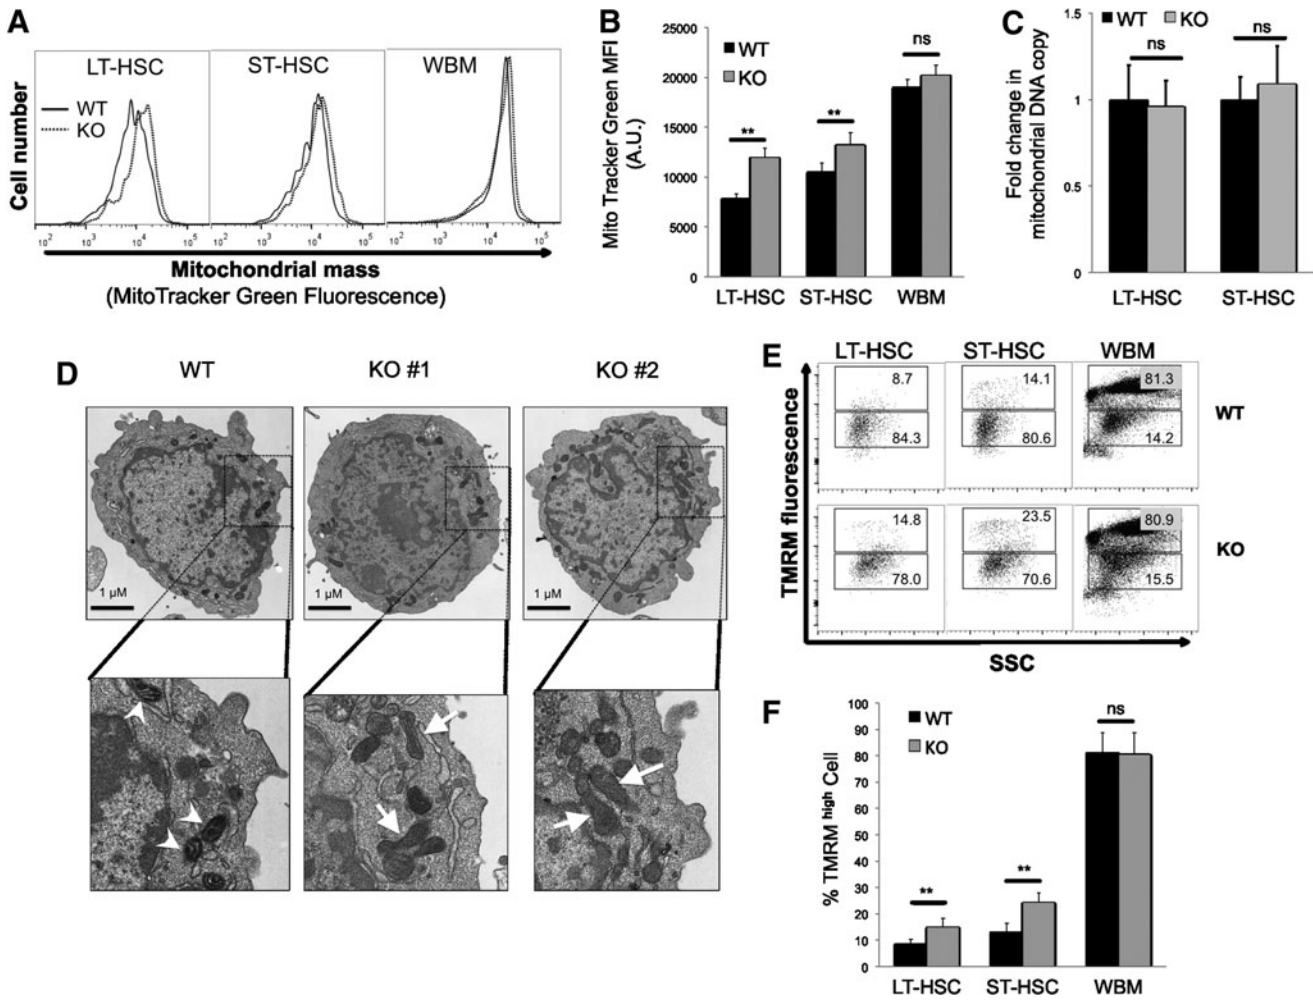 A
LT-HSC ST-HSC WBM
WT
KO
Cell number
10² 10³ 10⁴ 10² 10³ 10⁴ 10² 10³ 10⁴ 10⁵
Mitochondrial mass
(MitoTracker Green Fluorescence)
B
Mito Tracker Green MFI
(A.U.)
25000
20000
15000
10000
5000
0
WT
KO
** ** ns
LT-HSC ST-HSC WBM
C
Fold change in
mitochondrial DNA copy
1.5
1
0.5
0
WT KO
ns ns
LT-HSC ST-HSC
D
WT KO #1 KO #2
1 µM 1 µM 1 µM
E
LT-HSC ST-HSC WBM
TMRM fluorescence
8.7 14.1 81.3
84.3 80.6 14.2
WT
14.8 23.5 80.9
78.0 70.6 15.5
KO
SSC
F
% TMRM high Cell
100
90
80
70
60
50
40
30
20
10
0
WT
KO
** ** ns
LT-HSC ST-HSC WBM